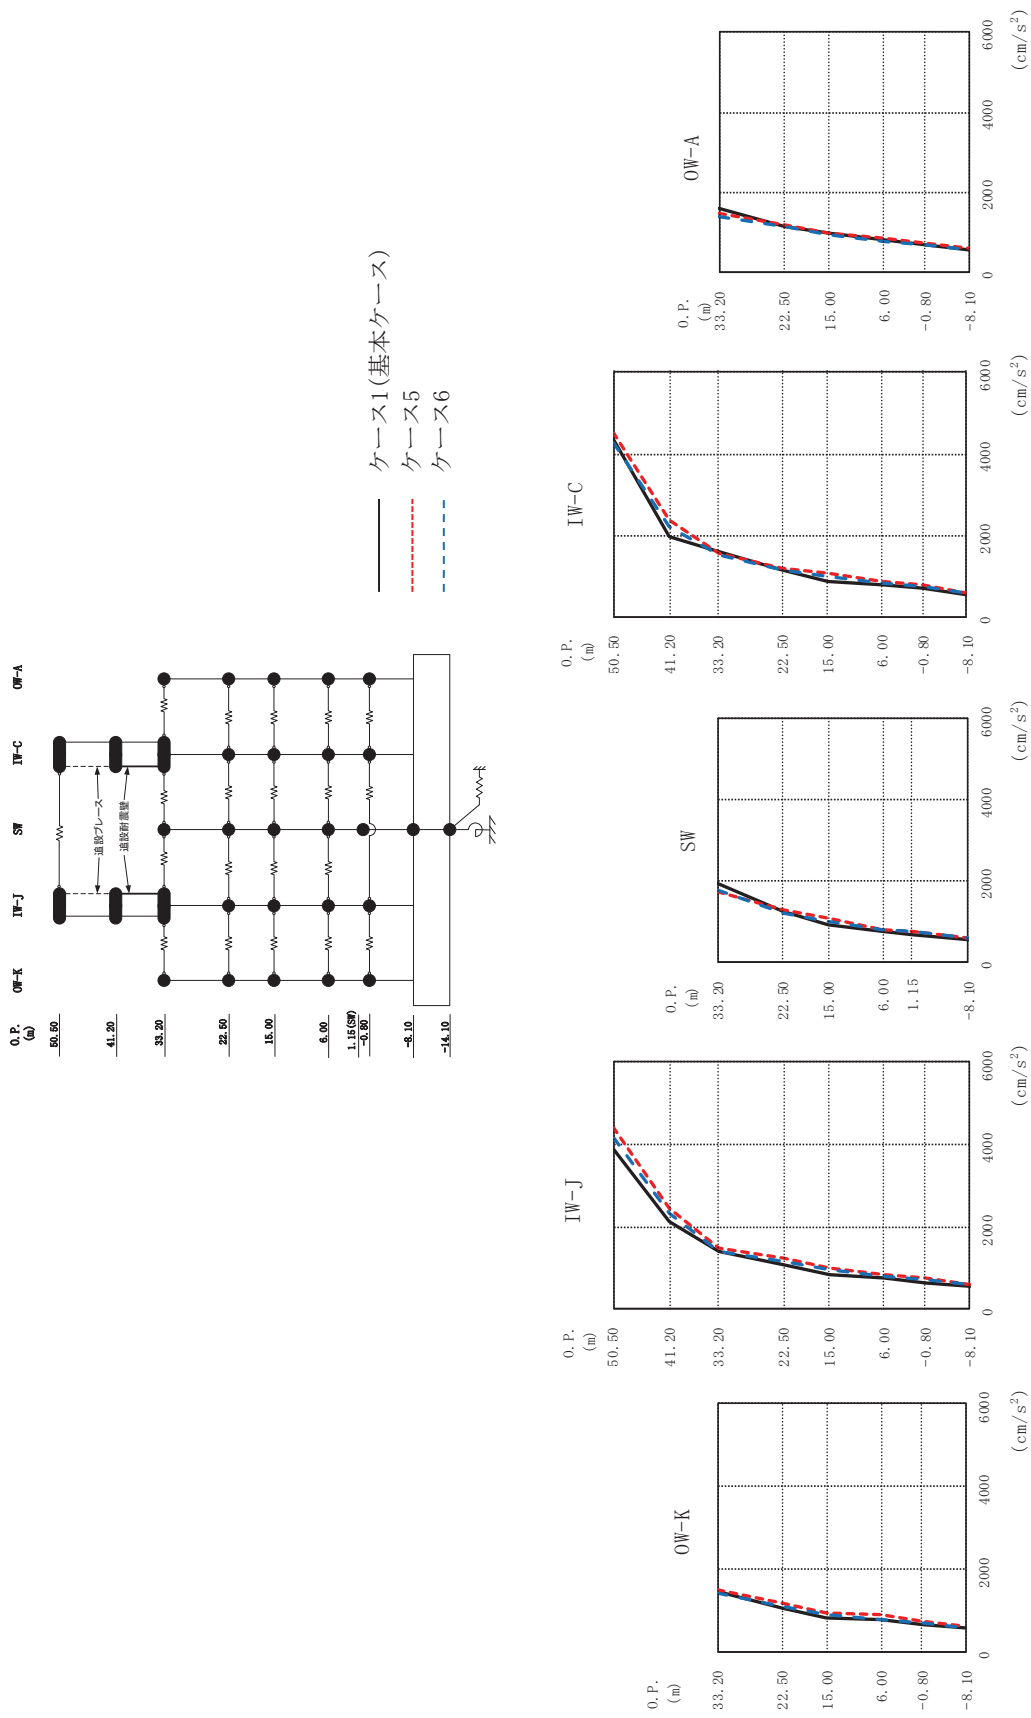 O.P.
(m)
OW-K
IW-J
SW
IW-C
OW-A
50.50
41.20
33.20
22.50
15.00
6.00
1.15(SW)
-0.80
-8.10
-14.10
追設ブレース
追設耐震壁
ケース1(基本ケース)
ケース5
ケース6
OW-K
O.P.
(m)
33.20
22.50
15.00
6.00
-0.80
-8.10
0
2000
4000
6000
(cm/s²)
IW-J
O.P.
(m)
50.50
41.20
33.20
22.50
15.00
6.00
-0.80
-8.10
0
2000
4000
6000
(cm/s²)
SW
O.P.
(m)
33.20
22.50
15.00
6.00
1.15
-8.10
0
2000
4000
6000
(cm/s²)
IW-C
O.P.
(m)
50.50
41.20
33.20
22.50
15.00
6.00
-0.80
-8.10
0
2000
4000
6000
(cm/s²)
OW-A
O.P.
(m)
33.20
22.50
15.00
6.00
-0.80
-8.10
0
2000
4000
6000
(cm/s²)